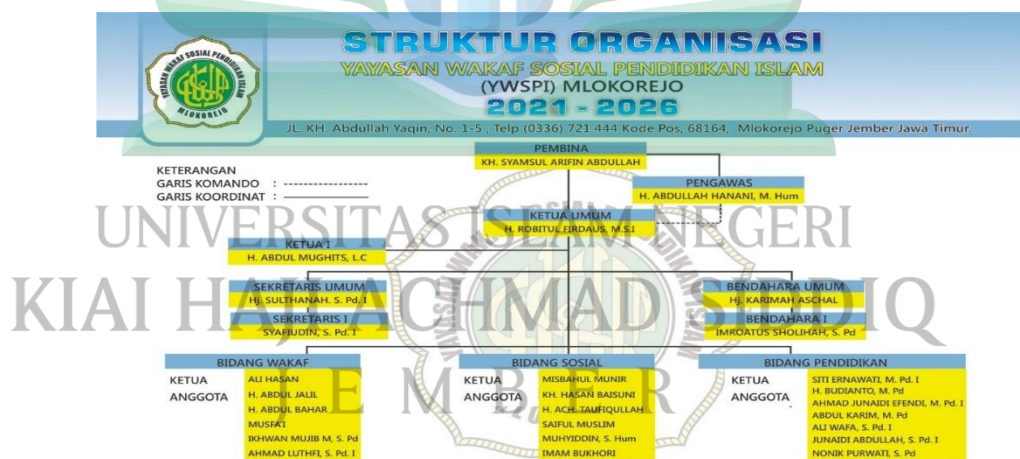 STRUKTUR ORGANISASI
YAYASAN WAKAF SOSIAL PENDIDIKAN ISLAM
(YWSPI) MLOKOREJO
2021 - 2026
JL. KH. Abdullah Yaqin, No. 1-5 , Telp (0336) 721 444 Kode Pos, 68164, Mlokorejo Puger Jember Jawa Timur.
YAYASAN WAKAF SOSIAL PENDIDIKAN ISLAM
MLOKOREJO
KETERANGAN
GARIS KOMANDO :
GARIS KOORDINAT :
PEMBINA
KH. SYAMSUL ARIFIN ABDULLAH
PENGAWAS
H. ABDULLAH HANANI, M. Hum
KETUA UMUM
H. ROBITUL FIRDAUS, M.S.I
KETUA I
H. ABDUL MUGHITS, L.C
SEKRETARIS UMUM
Hj. SULTHANAH. S. Pd. I
SEKRETARIS I
SYAFIUDIN, S. Pd. I
BENDAHARA UMUM
Hj. KARIMAH ASCHAL
BENDAHARA I
IMROATUS SHOLIHAH, S. Pd
BIDANG WAKAF
KETUA ALI HASAN
ANGGOTA H. ABDUL JALIL
H. ABDUL BAHAR
MUSFA'I
IKHWAN MUJIB M, S. Pd
AHMAD LUTHFI, S. Pd. I
BIDANG SOSIAL
KETUA MISBAHUL MUNIR
ANGGOTA KH. HASAN BAISUNI
H. ACH. TAUFIQULLAH
SAIFUL MUSLIM
MUHYIDDIN, S. Hum
IMAM BUKHORI
BIDANG PENDIDIKAN
KETUA SITI ERNAWATI, M. Pd. I
ANGGOTA H. BUDIANTO, M. Pd
AHMAD JUNAIDI EFENDI, M. Pd. I
ABDUL KARIM, M. Pd
ALI WAFA, S. Pd. I
JUNAIDI ABDULLAH, S. Pd. I
NONIK PURWATI, S. Pd
UNIVERSITAS ISLAM NEGERI
KIAI HAJI ACHMAD SIDDIQ
JEMBER